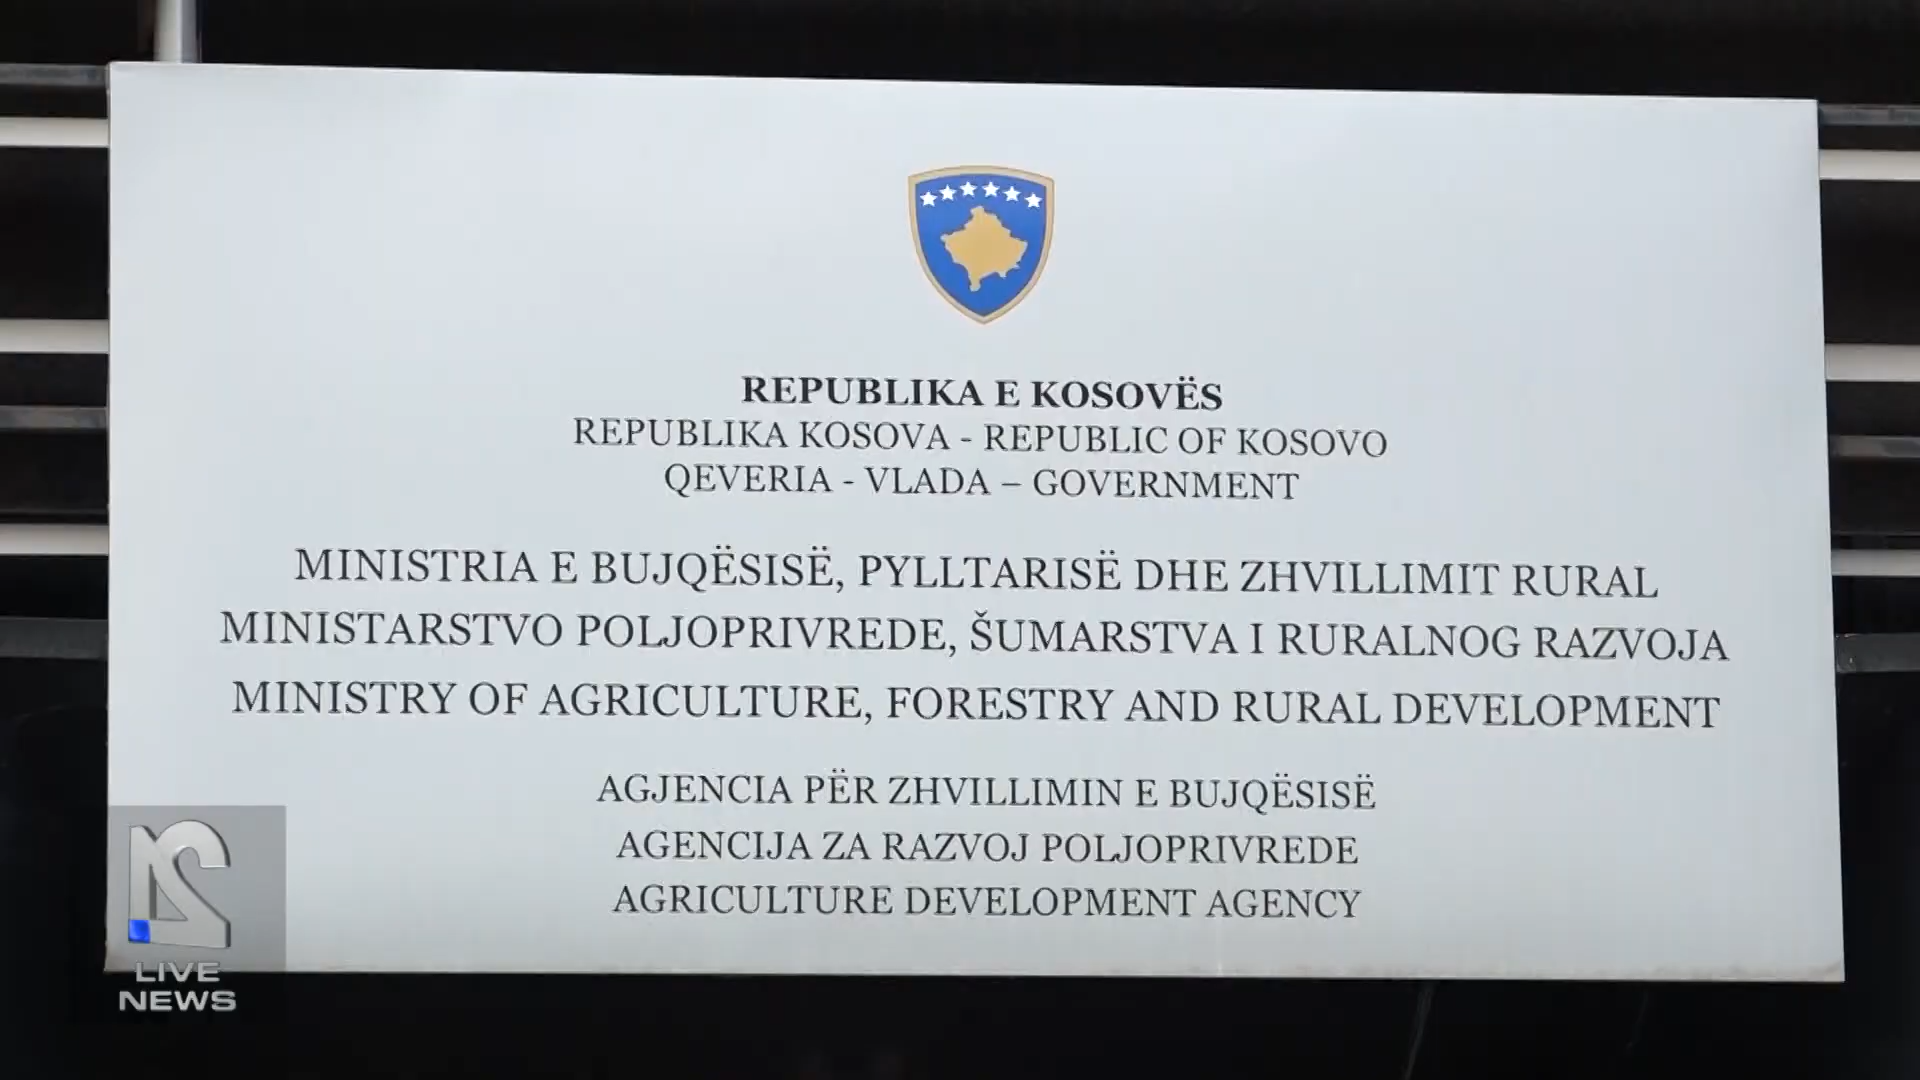 REPUBLIKA E KOSOVËS
REPUBLIKA KOSOVA - REPUBLIC OF KOSOVO
QEVERIA - VLADA – GOVERNMENT
MINISTRIA E BUJQËSISË, PYLLTARISË DHE ZHVILLIMIT RURAL
MINISTARSTVO POLJOPRIVREDE, ŠUMARSTVA I RURALNOG RAZVOJA
MINISTRY OF AGRICULTURE, FORESTRY AND RURAL DEVELOPMENT
AGJENCIA PËR ZHVILLIMIN E BUJQËSISË
AGENCIJA ZA RAZVOJ POLJOPRIVREDE
AGRICULTURE DEVELOPMENT AGENCY
LIVE
NEWS